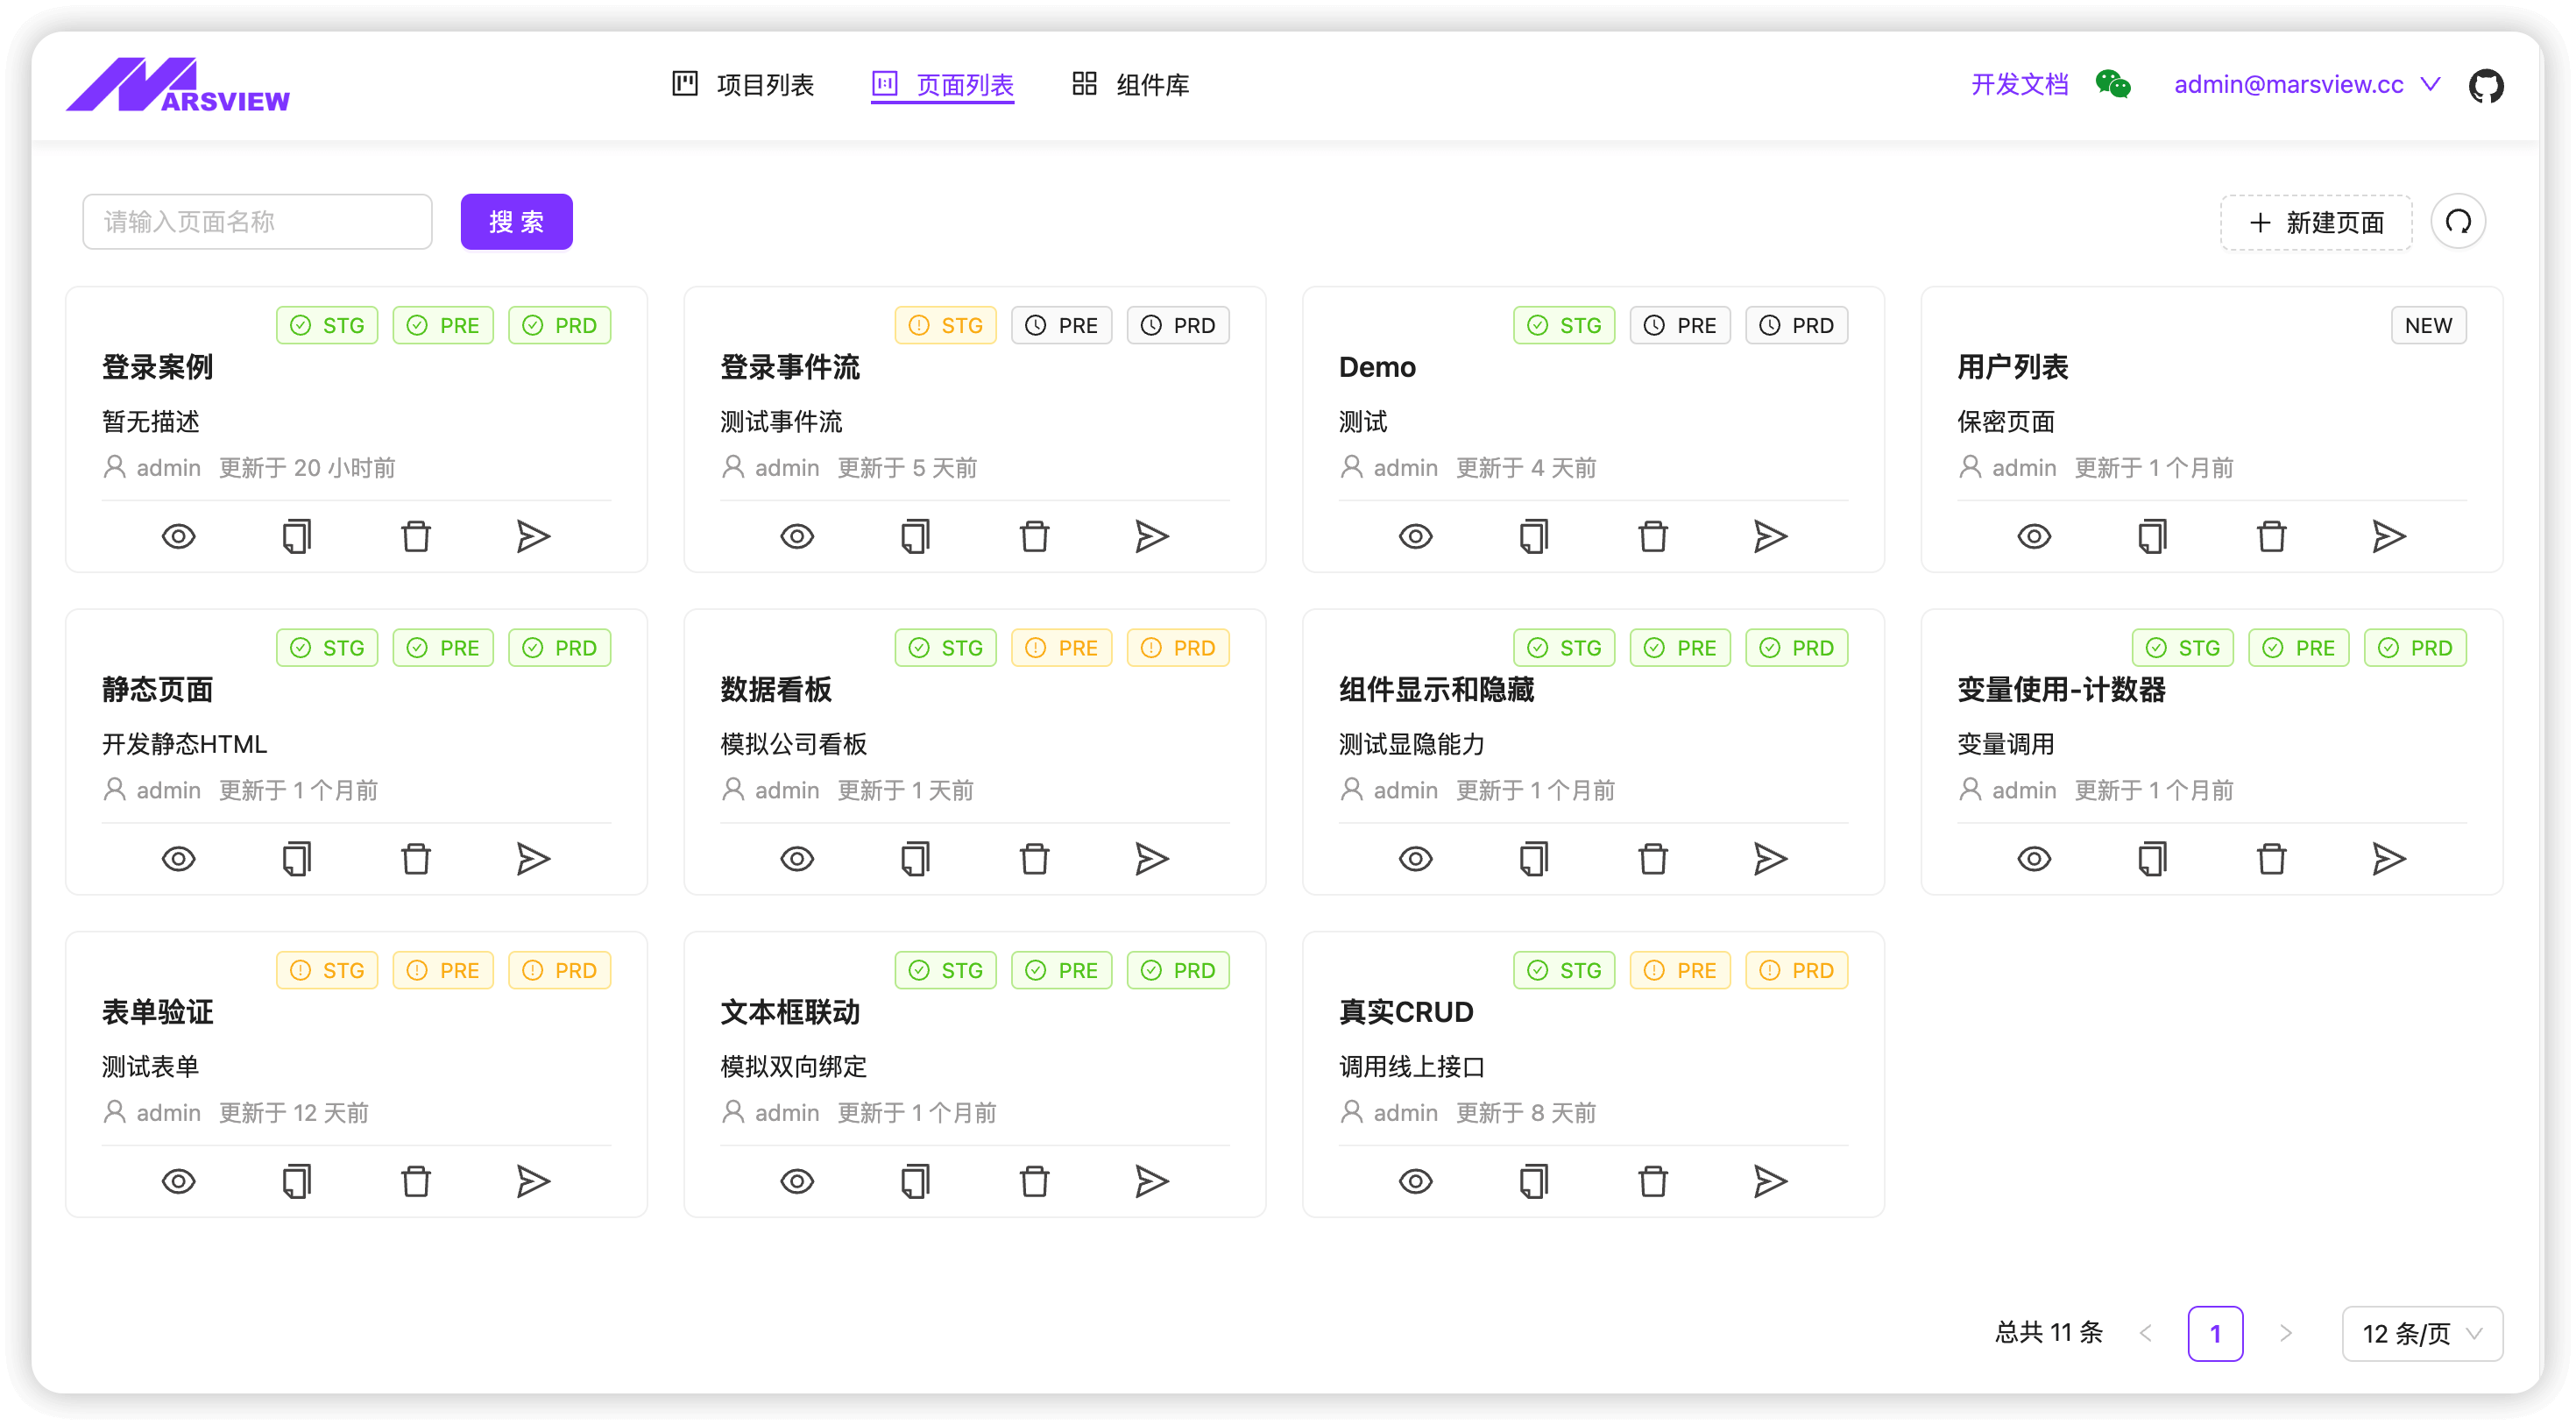 MARSVIEW
项目列表 页面列表 组件库 开发文档 admin@marsview.cc
请输入页面名称 搜 索 新建页面
STG PRE PRD
登录案例
暂无描述
admin 更新于 20 小时前
STG PRE PRD
登录事件流
测试事件流
admin 更新于 5 天前
STG PRE PRD
Demo
测试
admin 更新于 4 天前
NEW
用户列表
保密页面
admin 更新于 1 个月前
STG PRE PRD
静态页面
开发静态HTML
admin 更新于 1 个月前
STG PRE PRD
数据看板
模拟公司看板
admin 更新于 1 天前
STG PRE PRD
组件显示和隐藏
测试显隐能力
admin 更新于 1 个月前
STG PRE PRD
变量使用-计数器
变量调用
admin 更新于 1 个月前
STG PRE PRD
表单验证
测试表单
admin 更新于 12 天前
STG PRE PRD
文本框联动
模拟双向绑定
admin 更新于 1 个月前
STG PRE PRD
真实CRUD
调用线上接口
admin 更新于 8 天前
总共 11 条 1 12 条/页